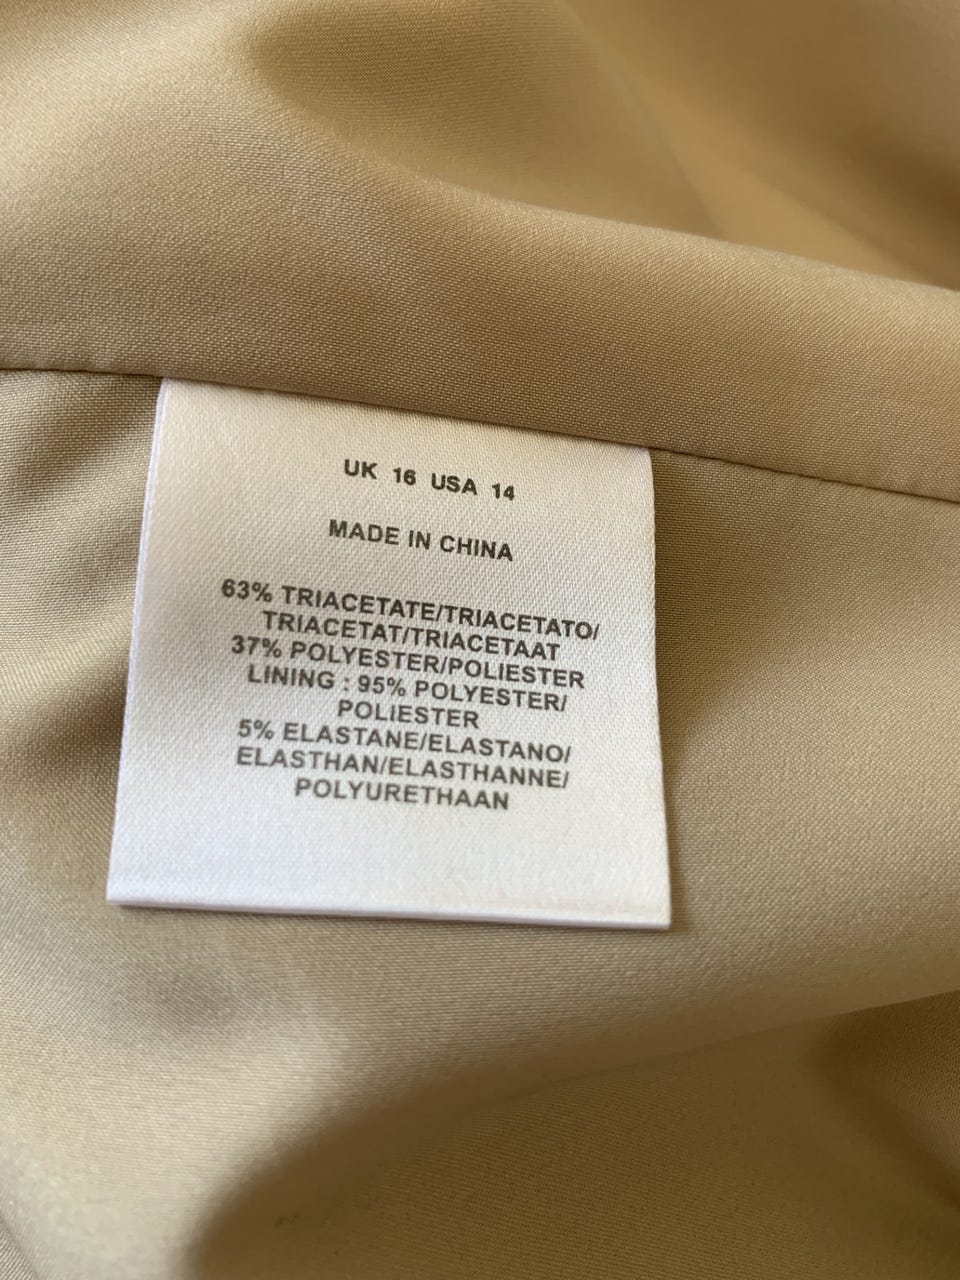 UK 16 USA 14
MADE IN CHINA
63% TRIACETATE/TRIACETATO/
TRIACETAT/TRIACETAAT
37% POLYESTER/POLIESTER
LINING : 95% POLYESTER/
POLIESTER
5% ELASTANE/ELASTANO/
ELASTHAN/ELASTHANNE/
POLYURETHAAN